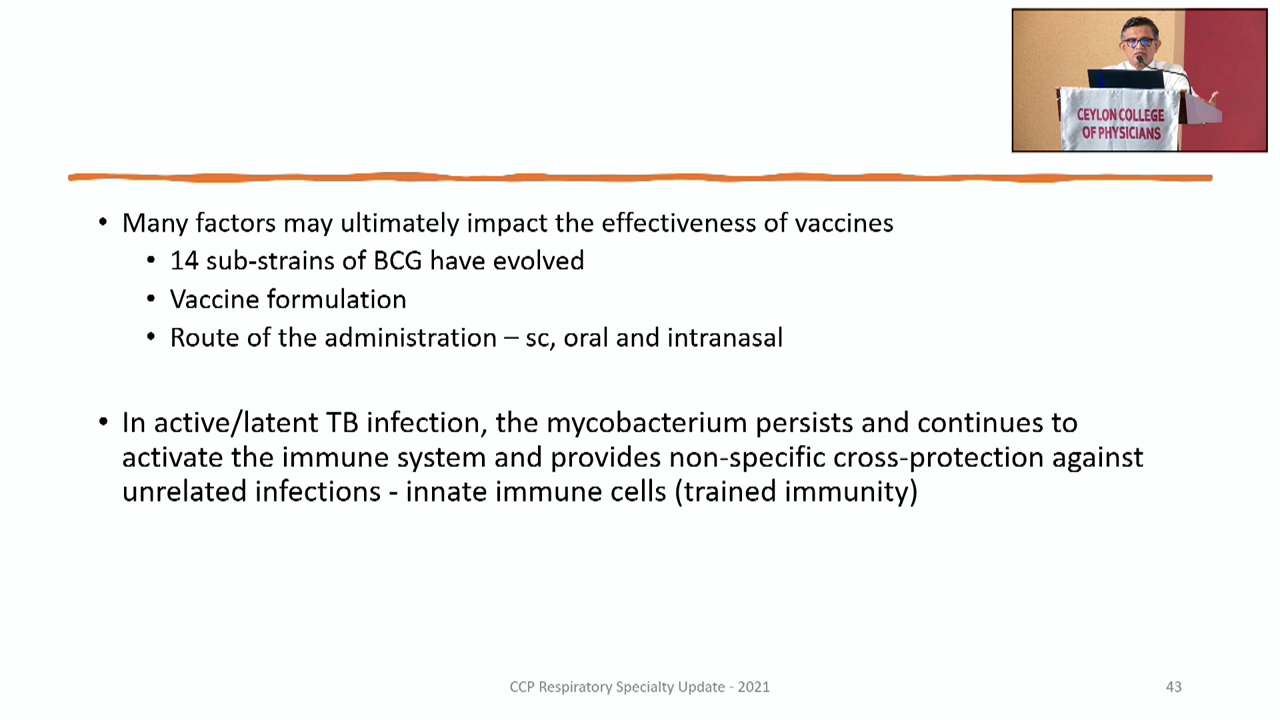 CEYLON COLLEGE
OF PHYSICIANS
• Many factors may ultimately impact the effectiveness of vaccines
• 14 sub-strains of BCG have evolved
• Vaccine formulation
• Route of the administration – sc, oral and intranasal
• In active/latent TB infection, the mycobacterium persists and continues to
activate the immune system and provides non-specific cross-protection against
unrelated infections - innate immune cells (trained immunity)
CCP Respiratory Specialty Update - 2021
43